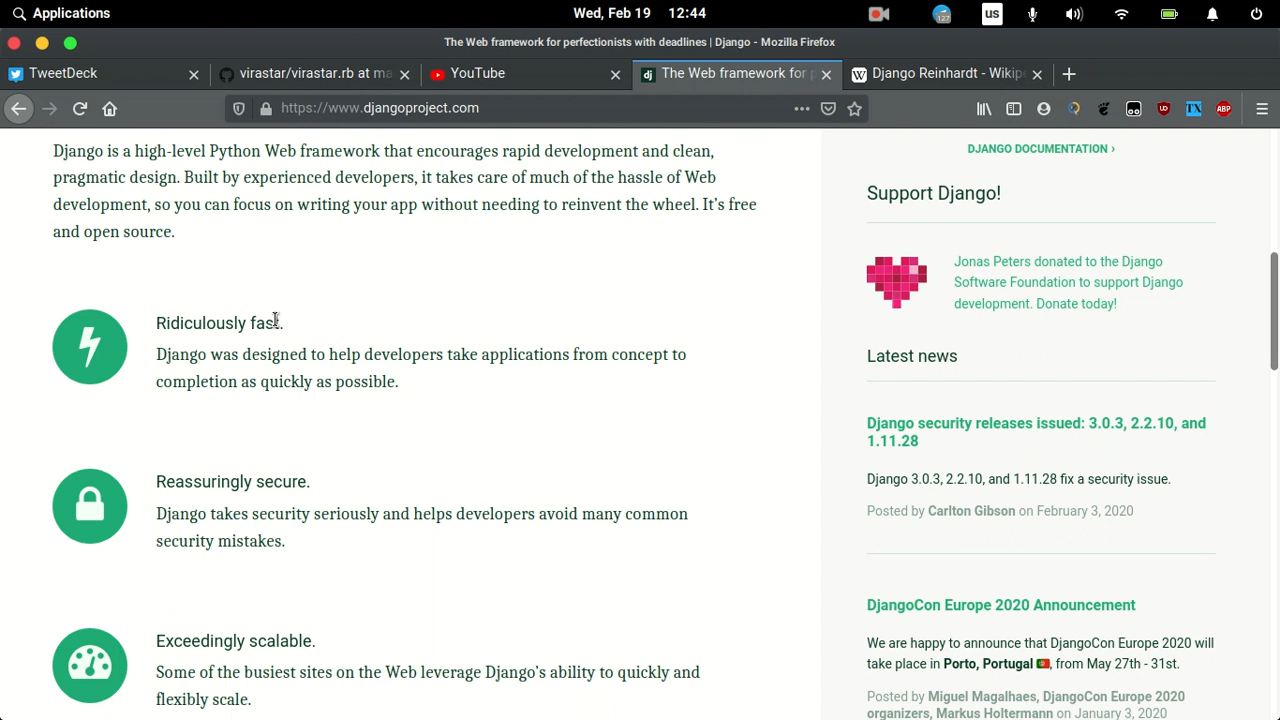 Applications
Wed, Feb 19 12:44
127
us
The Web framework for perfectionists with deadlines | Django - Mozilla Firefox
TweetDeck
virastar/virastar.rb at ma
YouTube
dj
The Web framework for p
W
Django Reinhardt - Wikipe
https://www.djangoproject.com
UO
TX
ABP
Django is a high-level Python Web framework that encourages rapid development and clean,
pragmatic design. Built by experienced developers, it takes care of much of the hassle of Web
development, so you can focus on writing your app without needing to reinvent the wheel. It’s free
and open source.
Ridiculously fast.
Django was designed to help developers take applications from concept to
completion as quickly as possible.
Reassuringly secure.
Django takes security seriously and helps developers avoid many common
security mistakes.
Exceedingly scalable.
Some of the busiest sites on the Web leverage Django’s ability to quickly and
flexibly scale.
DJANGO DOCUMENTATION ›
Support Django!
Jonas Peters donated to the Django
Software Foundation to support Django
development. Donate today!
Latest news
Django security releases issued: 3.0.3, 2.2.10, and
1.11.28
Django 3.0.3, 2.2.10, and 1.11.28 fix a security issue.
Posted by Carlton Gibson on February 3, 2020
DjangoCon Europe 2020 Announcement
We are happy to announce that DjangoCon Europe 2020 will
take place in Porto, Portugal 🇵🇹, from May 27th - 31st.
Posted by Miguel Magalhaes, DjangoCon Europe 2020
organizers, Markus Holtermann on January 3, 2020